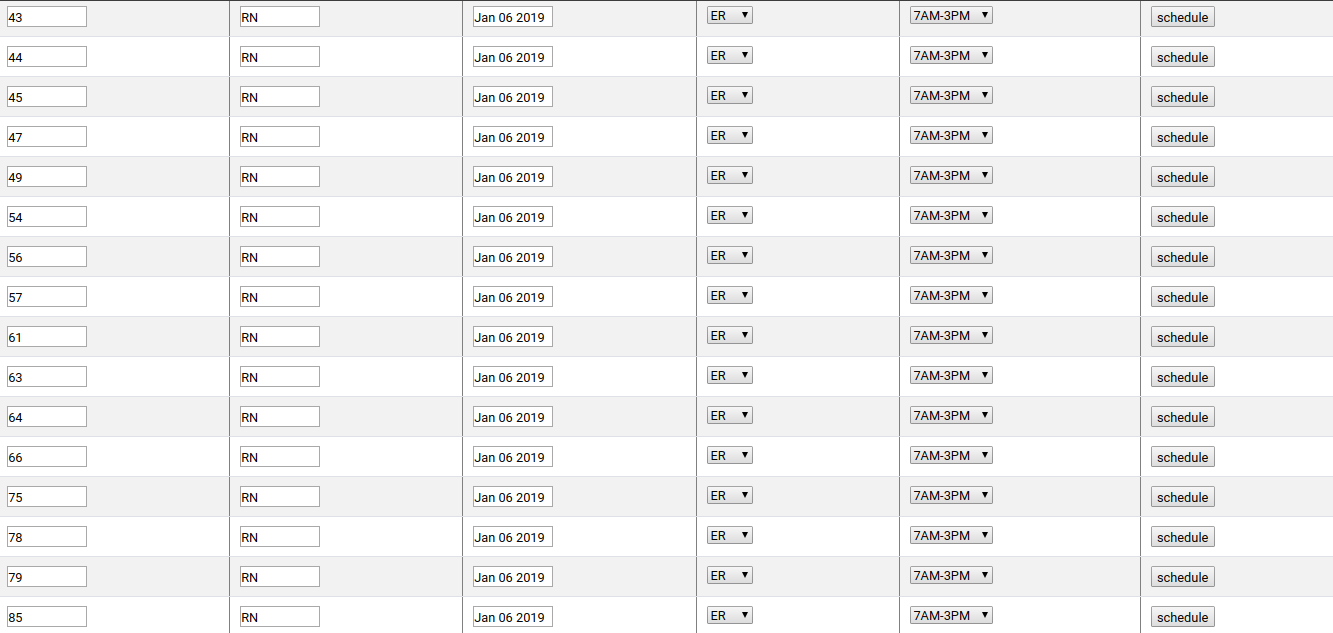 43 RN Jan 06 2019 ER 7AM-3PM schedule
44 RN Jan 06 2019 ER 7AM-3PM schedule
45 RN Jan 06 2019 ER 7AM-3PM schedule
47 RN Jan 06 2019 ER 7AM-3PM schedule
49 RN Jan 06 2019 ER 7AM-3PM schedule
54 RN Jan 06 2019 ER 7AM-3PM schedule
56 RN Jan 06 2019 ER 7AM-3PM schedule
57 RN Jan 06 2019 ER 7AM-3PM schedule
61 RN Jan 06 2019 ER 7AM-3PM schedule
63 RN Jan 06 2019 ER 7AM-3PM schedule
64 RN Jan 06 2019 ER 7AM-3PM schedule
66 RN Jan 06 2019 ER 7AM-3PM schedule
75 RN Jan 06 2019 ER 7AM-3PM schedule
78 RN Jan 06 2019 ER 7AM-3PM schedule
79 RN Jan 06 2019 ER 7AM-3PM schedule
85 RN Jan 06 2019 ER 7AM-3PM schedule